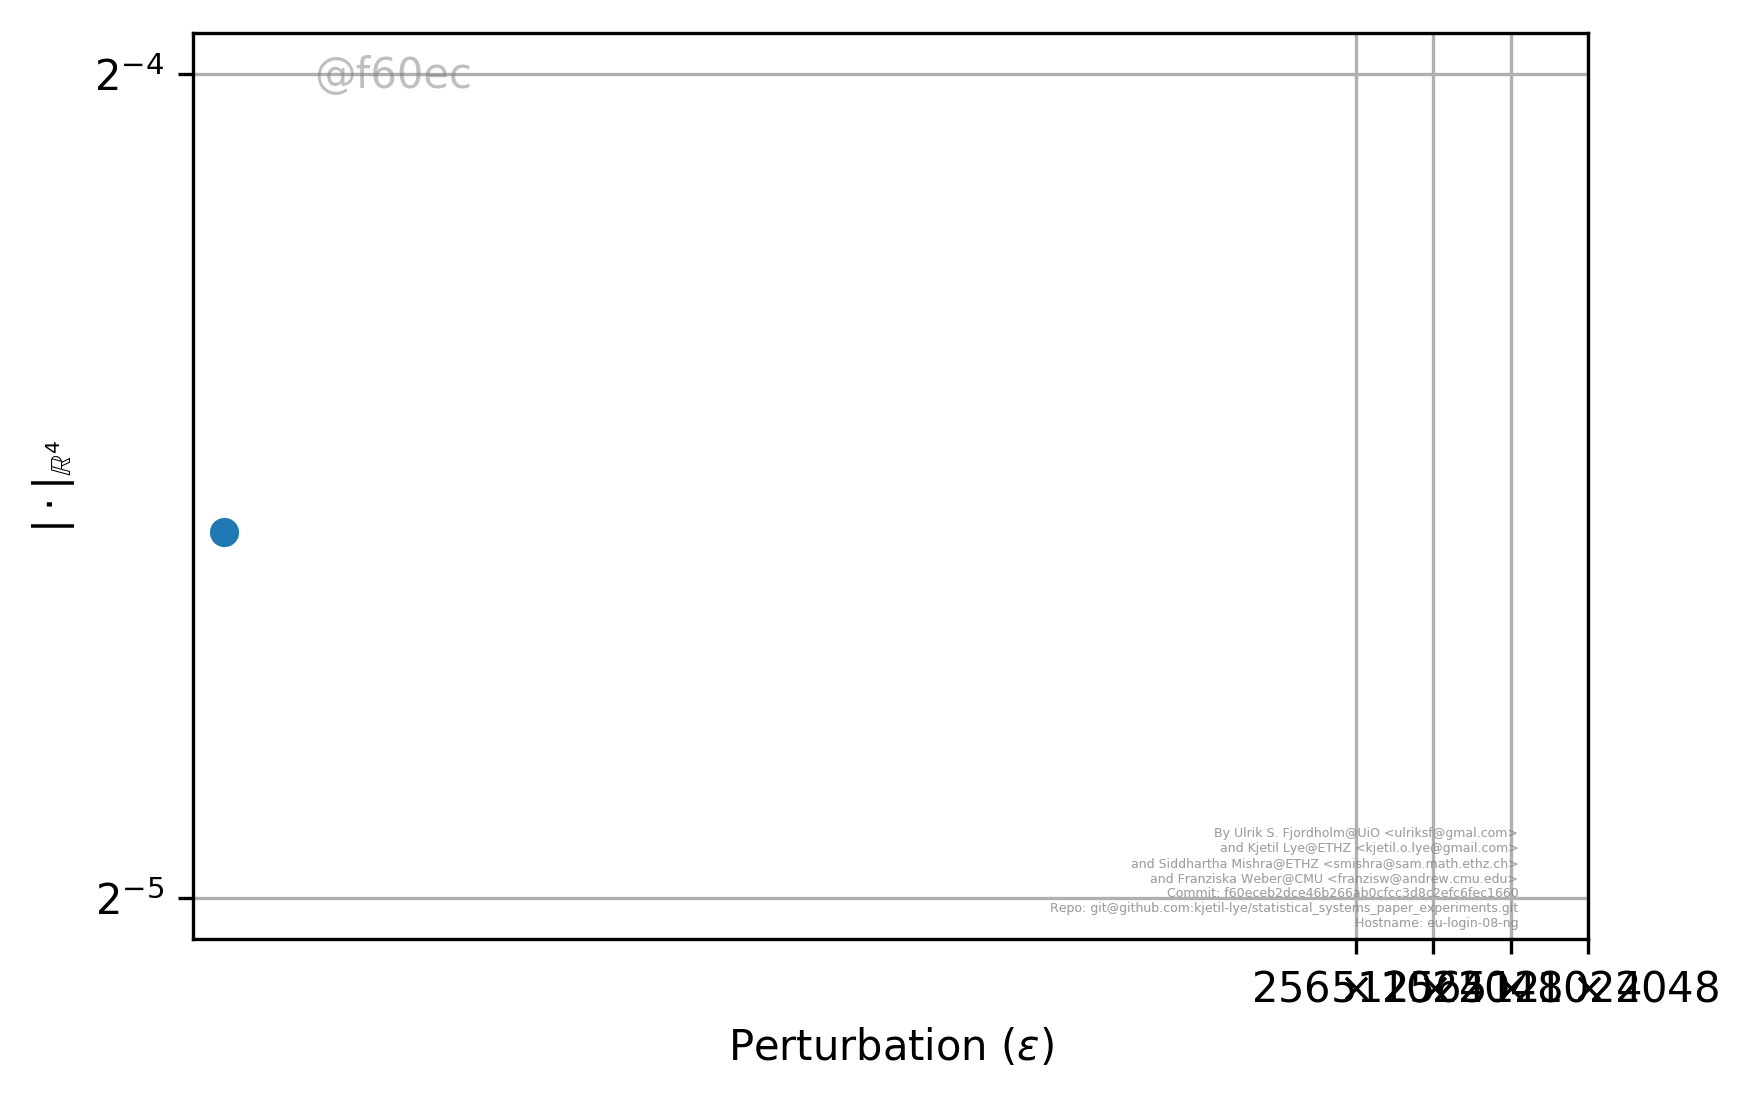 2⁻⁴
@f60ec
|·|ℝ⁴
By Ulrik S. Fjordholm@UiO <ulriksf@gmal.com>
and Kjetil Lye@ETHZ <kjetil.o.lye@gmail.com>
and Siddhartha Mishra@ETHZ <smishra@sam.math.ethz.ch>
and Franziska Weber@CMU <franzisw@andrew.cmu.edu>
Commit: f60eceb2dce46b266ab0cfcc3d8c2efc6fec1660
2⁻⁵
Repo: git@github.com:kjetil-lye/statistical_systems_paper_experiments.git
Hostname: eu-login-08-ng
Perturbation (ε)